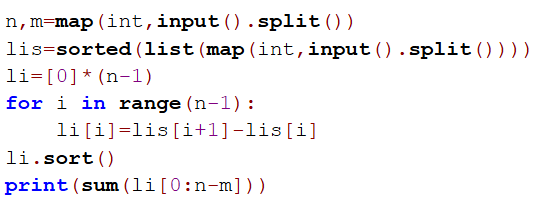 n,m=map(int,input().split())
lis=sorted(list(map(int,input().split())))
li=[0]*(n-1)
for i in range(n-1):
    li[i]=lis[i+1]-lis[i]
li.sort()
print(sum(li[0:n-m]))